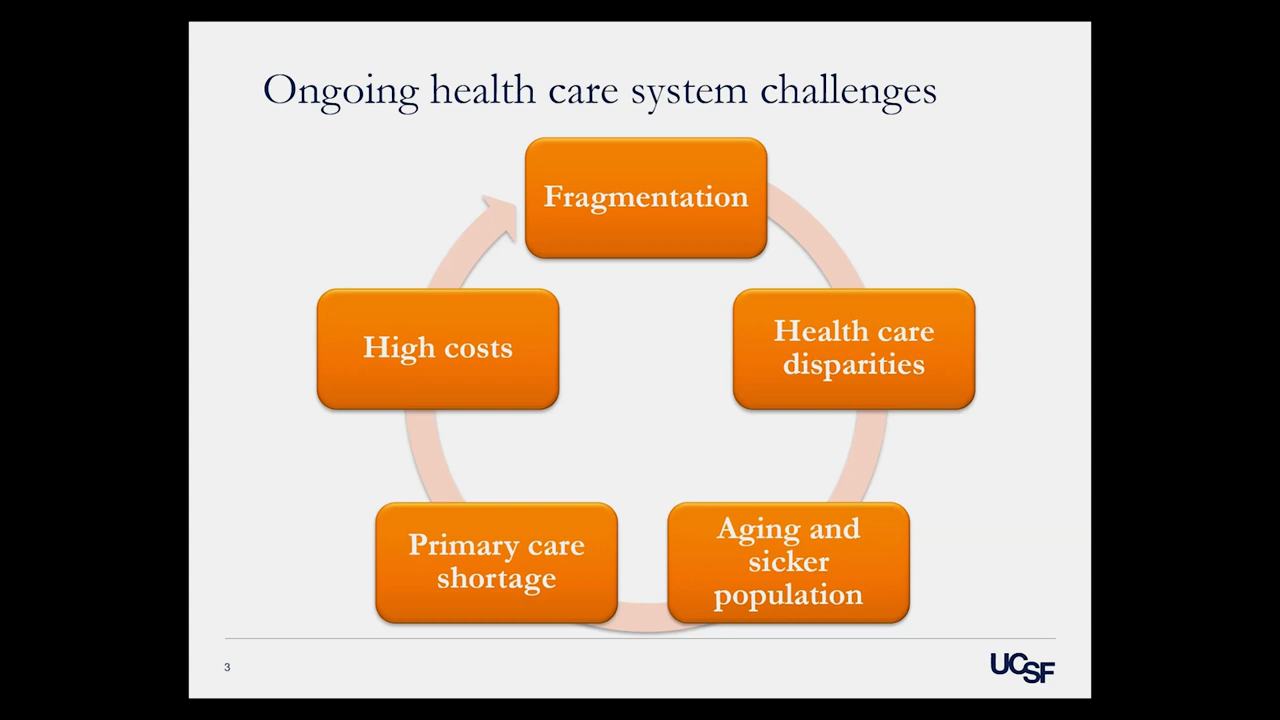 Ongoing health care system challenges
Fragmentation
Health care
disparities
Aging and
sicker
population
Primary care
shortage
High costs
3
UCSF